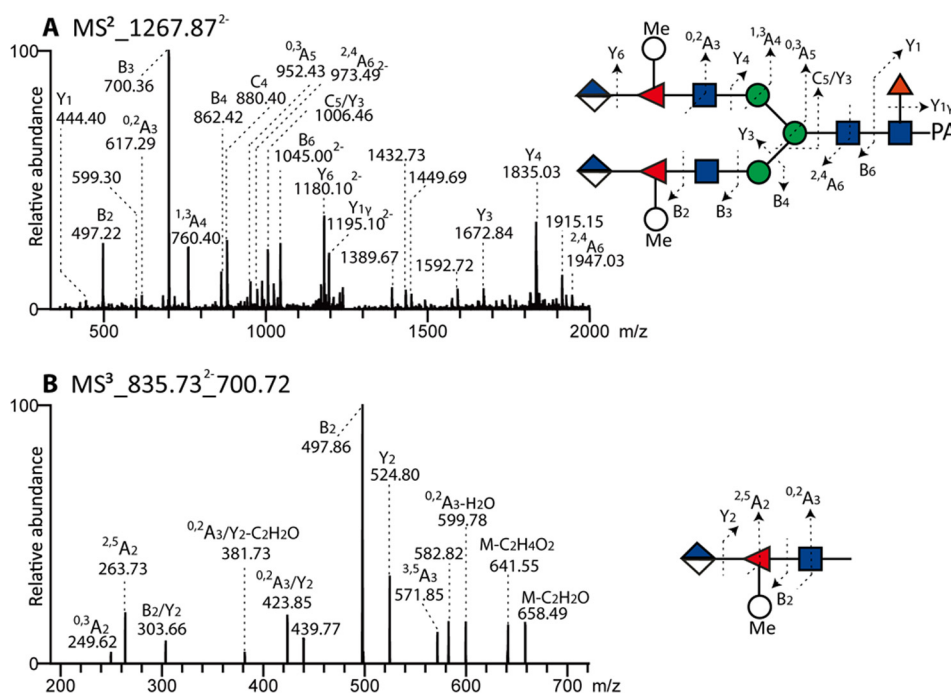 A MS²_1267.87²⁻
Relative abundance
100
0
Y₁
444.40
599.30
⁰,²A₃
617.29
B₂
497.22
B₃
700.36
¹,³A₄
760.40
B₄
862.42
C₄
880.40
⁰,³A₅
952.43
²,⁴A₆ ²⁻
973.49
C₅/Y₃
1006.46
B₆
1045.00²⁻
Y₆ ²⁻
1180.10
Y₁γ
1195.10²⁻
1389.67
1432.73
1449.69
1592.72
Y₃
1672.84
Y₄
1835.03
1915.15
²,⁴A₆
1947.03
500 1000 1500 2000 m/z
Me
Y₆
⁰,²A₃
Y₄
¹,³A₄
⁰,³A₅
C₅/Y₃
Y₁
Y₁γ
PA
Y₃
B₂
B₃
B₄
²,⁴A₆
B₆
Me
B MS³_835.73²⁻_700.72
Relative abundance
100
0
⁰,³A₂
249.62
²,⁵A₂
263.73
B₂/Y₂
303.66
⁰,²A₃/Y₂-C₂H₂O
381.73
⁰,²A₃/Y₂
423.85
439.77
B₂
497.86
Y₂
524.80
³,⁵A₃
571.85
582.82
⁰,²A₃-H₂O
599.78
M-C₂H₄O₂
641.55
M-C₂H₂O
658.49
200 300 400 500 600 700 m/z
Y₂
²,⁵A₂
⁰,²A₃
B₂
Me